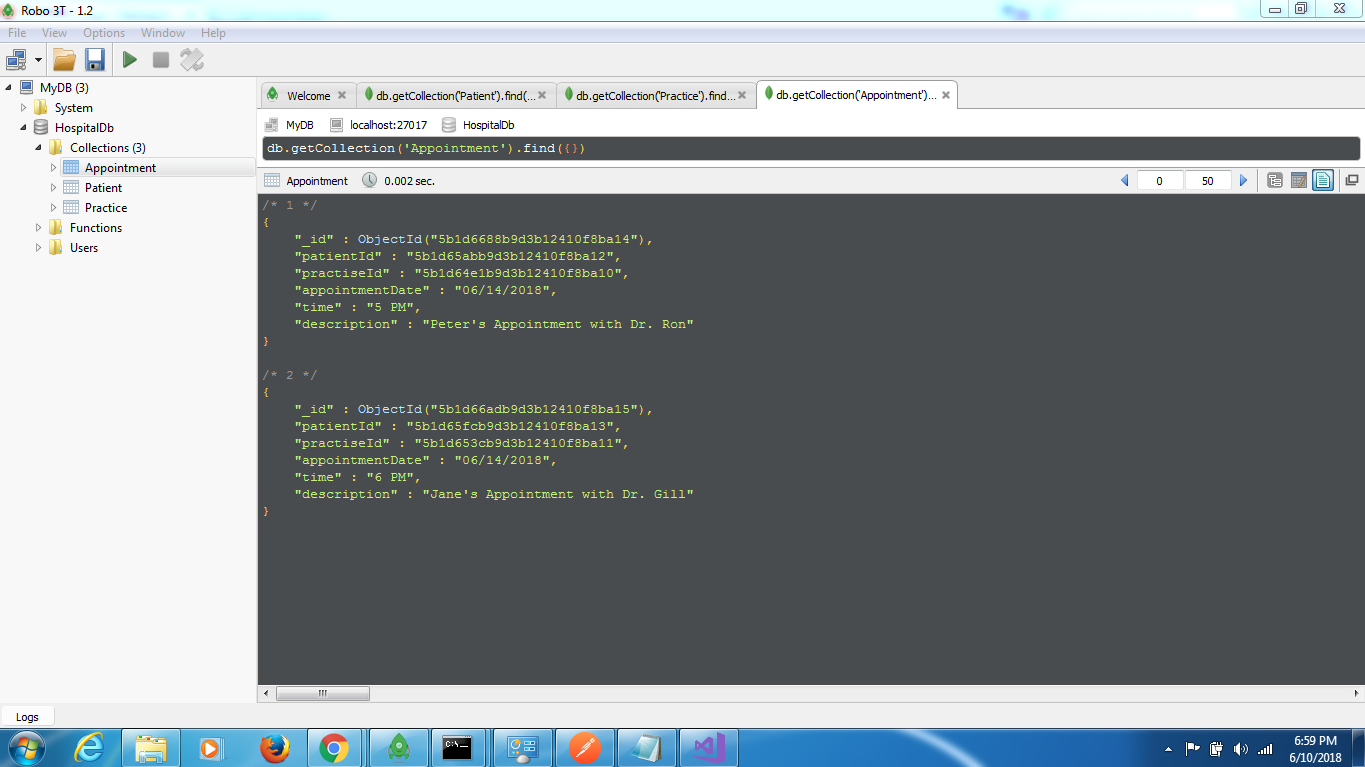 Robo 3T - 1.2
File View Options Window Help
MyDB (3)
System
HospitalDb
Collections (3)
Appointment
Patient
Practice
Functions
Users
Welcome
db.getCollection('Patient').find(...
db.getCollection('Practice').find...
db.getCollection('Appointment')...
MyDB localhost:27017 HospitalDb
db.getCollection('Appointment').find({})
Appointment 0.002 sec. 0 50
/* 1 */
{
"_id" : ObjectId("5b1d6688b9d3b12410f8ba14"),
"patientId" : "5b1d65abb9d3b12410f8ba12",
"practiseId" : "5b1d64e1b9d3b12410f8ba10",
"appointmentDate" : "06/14/2018",
"time" : "5 PM",
"description" : "Peter's Appointment with Dr. Ron"
}
/* 2 */
{
"_id" : ObjectId("5b1d66adb9d3b12410f8ba15"),
"patientId" : "5b1d65fcb9d3b12410f8ba13",
"practiseId" : "5b1d653cb9d3b12410f8ba11",
"appointmentDate" : "06/14/2018",
"time" : "6 PM",
"description" : "Jane's Appointment with Dr. Gill"
}
Logs
6:59 PM
6/10/2018